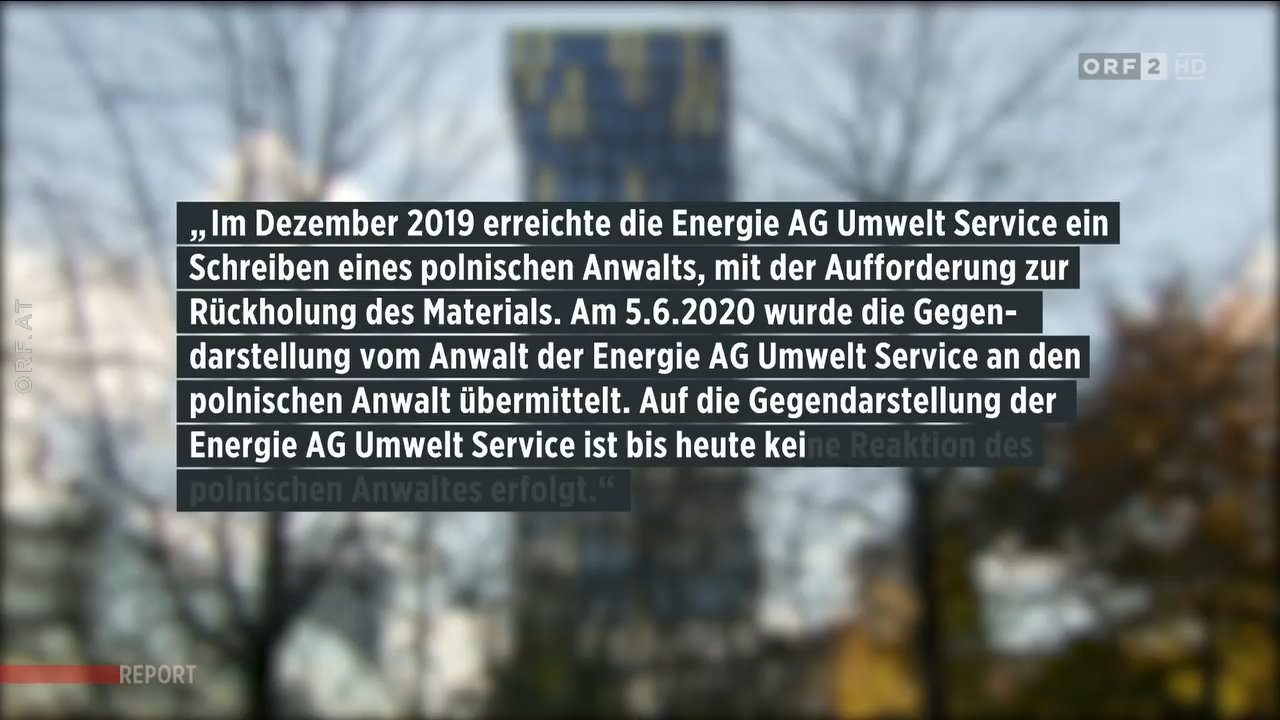 ORF 2 HD
„Im Dezember 2019 erreichte die Energie AG Umwelt Service ein
Schreiben eines polnischen Anwalts, mit der Aufforderung zur
Rückholung des Materials. Am 5.6.2020 wurde die Gegen-
darstellung vom Anwalt der Energie AG Umwelt Service an den
polnischen Anwalt übermittelt. Auf die Gegendarstellung der
Energie AG Umwelt Service ist bis heute keine Reaktion des
polnischen Anwaltes erfolgt.“
ORF.AT
REPORT